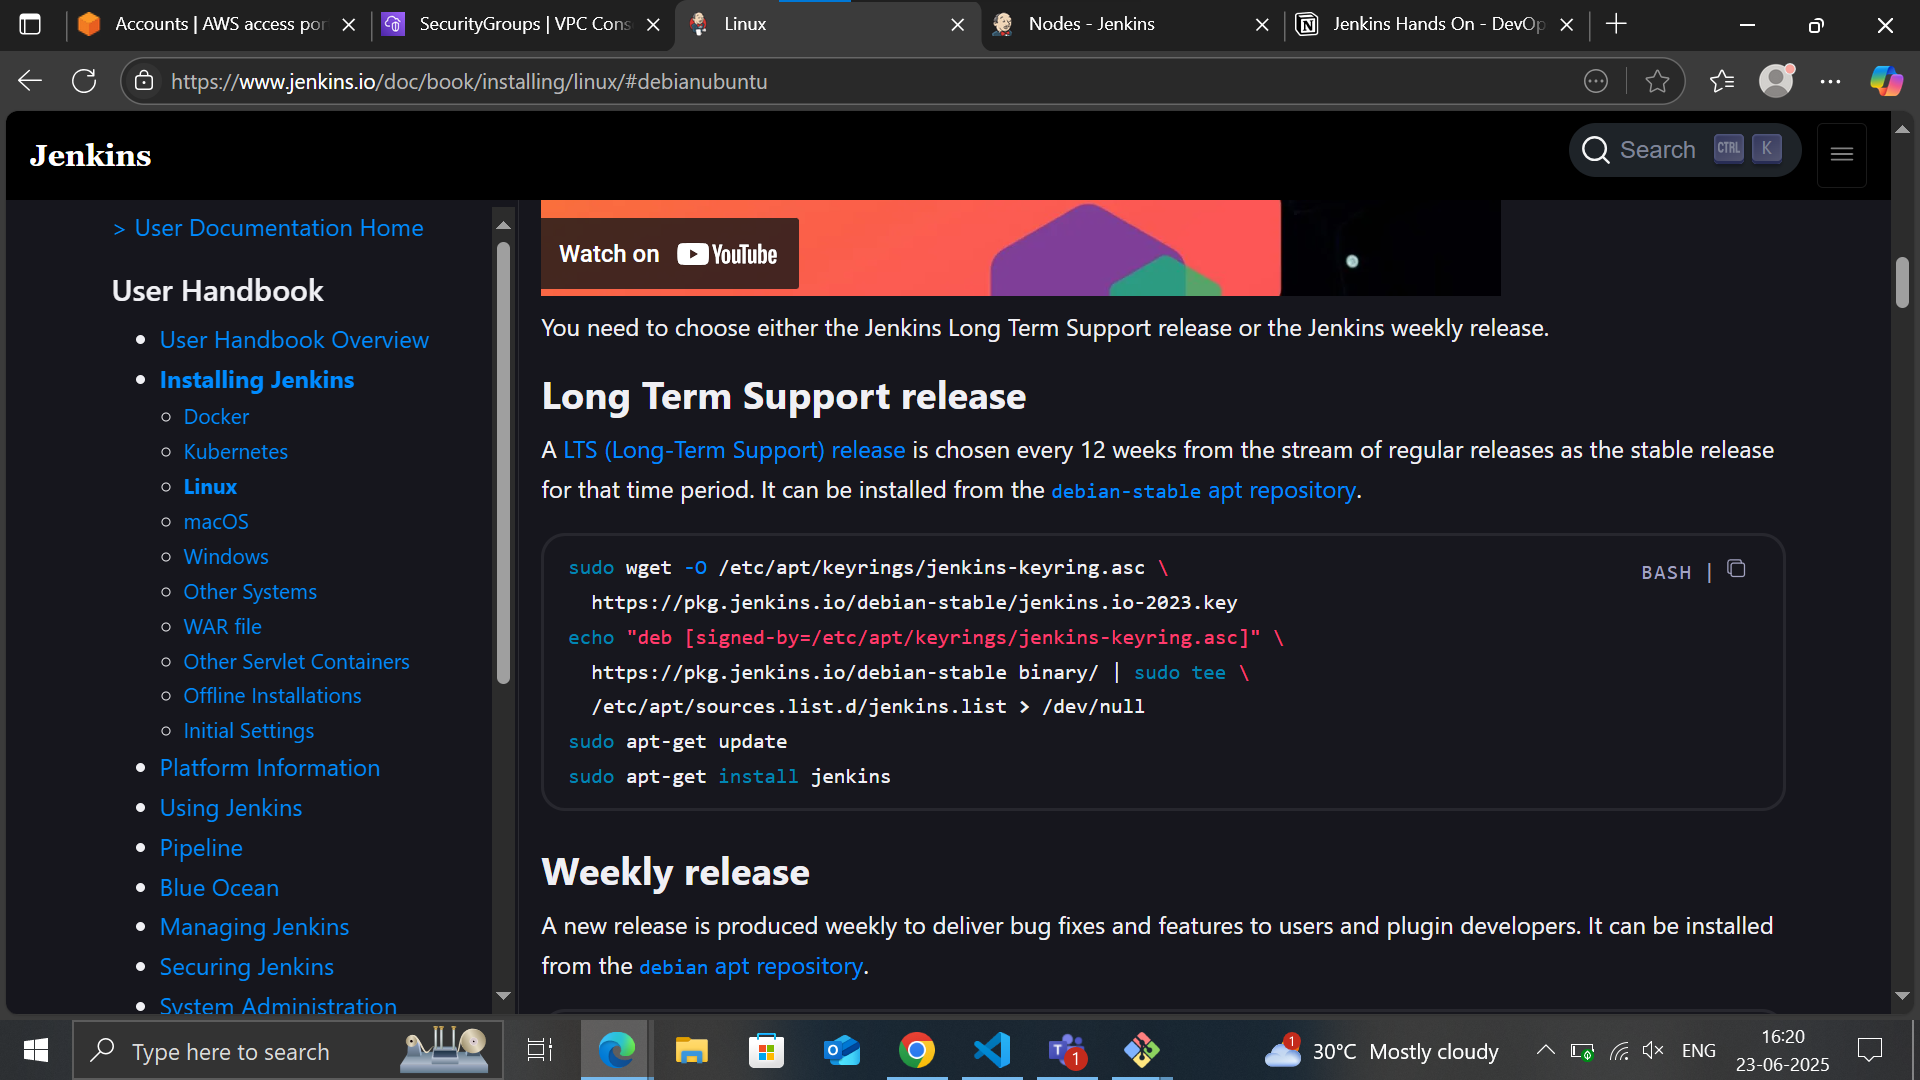 Accounts | AWS access por
SecurityGroups | VPC Cons
Linux
Nodes - Jenkins
Jenkins Hands On - DevOp
https://www.jenkins.io/doc/book/installing/linux/#debianubuntu
Jenkins
Search CTRL K
> User Documentation Home
User Handbook
User Handbook Overview
Installing Jenkins
Docker
Kubernetes
Linux
macOS
Windows
Other Systems
WAR file
Other Servlet Containers
Offline Installations
Initial Settings
Platform Information
Using Jenkins
Pipeline
Blue Ocean
Managing Jenkins
Securing Jenkins
System Administration
Watch on YouTube
You need to choose either the Jenkins Long Term Support release or the Jenkins weekly release.
Long Term Support release
A LTS (Long-Term Support) release is chosen every 12 weeks from the stream of regular releases as the stable release
for that time period. It can be installed from the debian-stable apt repository.
BASH |
sudo wget -O /etc/apt/keyrings/jenkins-keyring.asc \
https://pkg.jenkins.io/debian-stable/jenkins.io-2023.key
echo "deb [signed-by=/etc/apt/keyrings/jenkins-keyring.asc]" \
https://pkg.jenkins.io/debian-stable binary/ | sudo tee \
/etc/apt/sources.list.d/jenkins.list > /dev/null
sudo apt-get update
sudo apt-get install jenkins
Weekly release
A new release is produced weekly to deliver bug fixes and features to users and plugin developers. It can be installed
from the debian apt repository.
Type here to search
1
1
30°C Mostly cloudy
ENG
16:20
23-06-2025